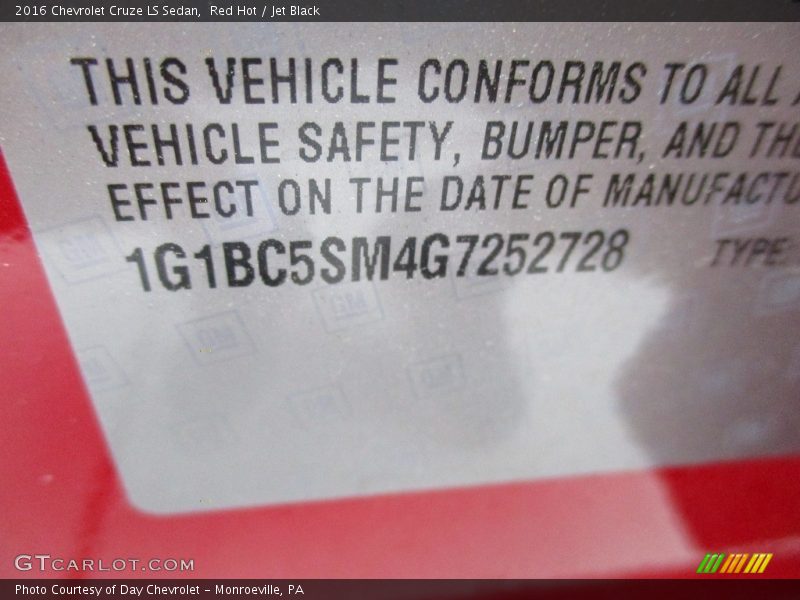 2016 Chevrolet Cruze LS Sedan, Red Hot / Jet Black
THIS VEHICLE CONFORMS TO ALL A
VEHICLE SAFETY, BUMPER, AND THE
EFFECT ON THE DATE OF MANUFACTU
1G1BC5SM4G7252728 TYPE:
GTCARLOT.COM
Photo Courtesy of Day Chevrolet – Monroeville, PA